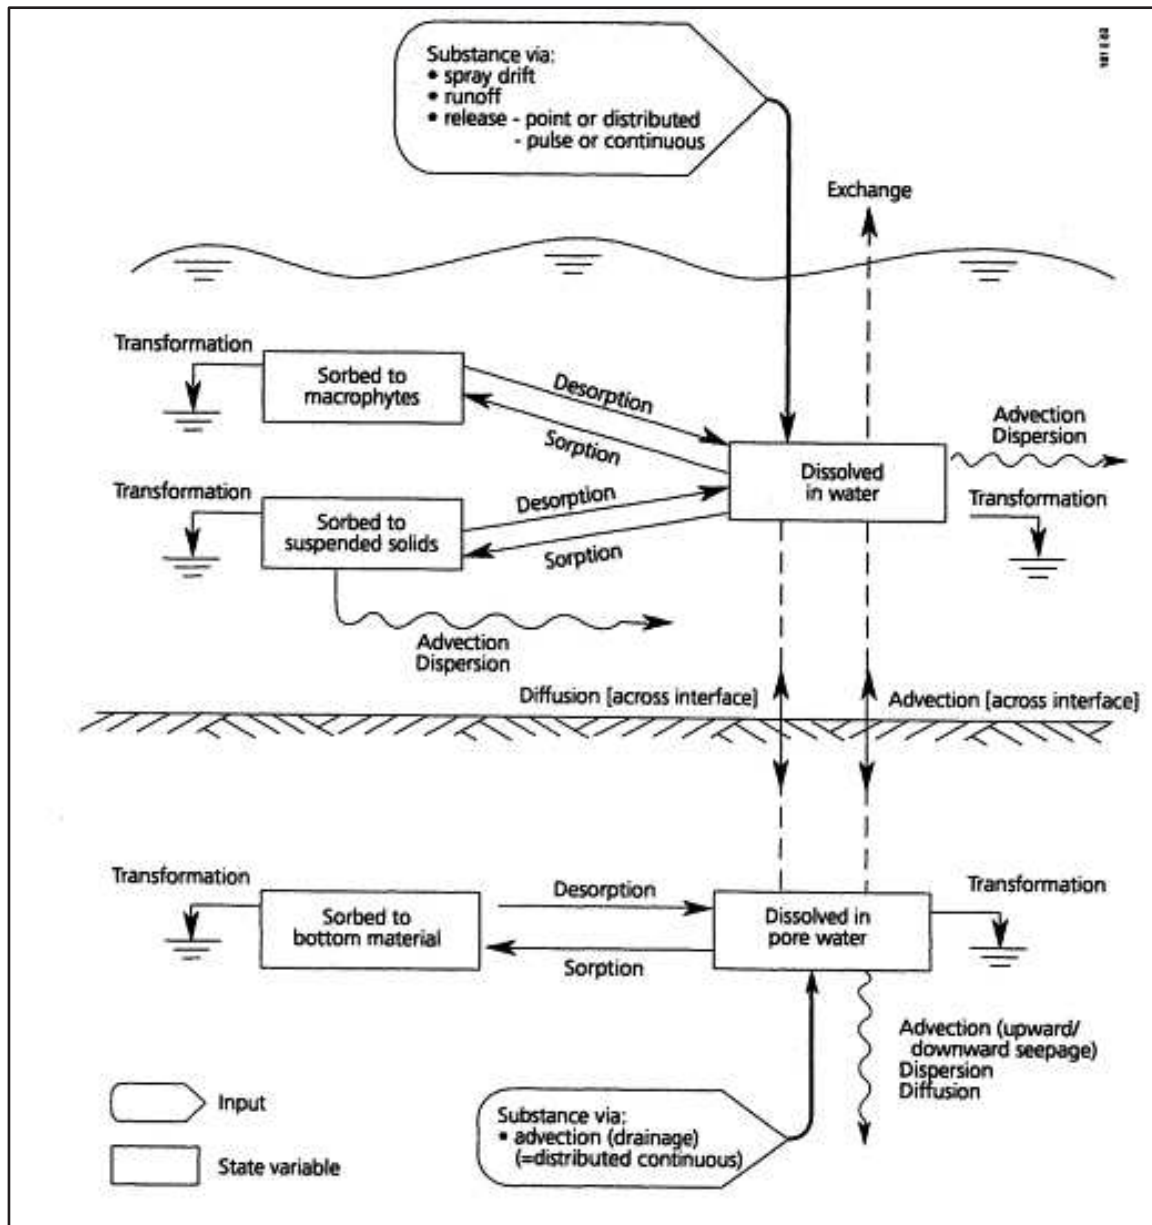 Substance via:
• spray drift
• runoff
• release - point or distributed
- pulse or continuous
Exchange
Transformation
Sorbed to
macrophytes
Desorption
Sorption
Dissolved
in water
Advection
Dispersion
Transformation
Transformation
Sorbed to
suspended solids
Desorption
Sorption
Advection
Dispersion
Diffusion [across interface]
Advection [across interface]
Transformation
Sorbed to
bottom material
Desorption
Sorption
Dissolved in
pore water
Transformation
Advection (upward/
downward seepage)
Dispersion
Diffusion
Substance via:
• advection (drainage)
(=distributed continuous)
Input
State variable